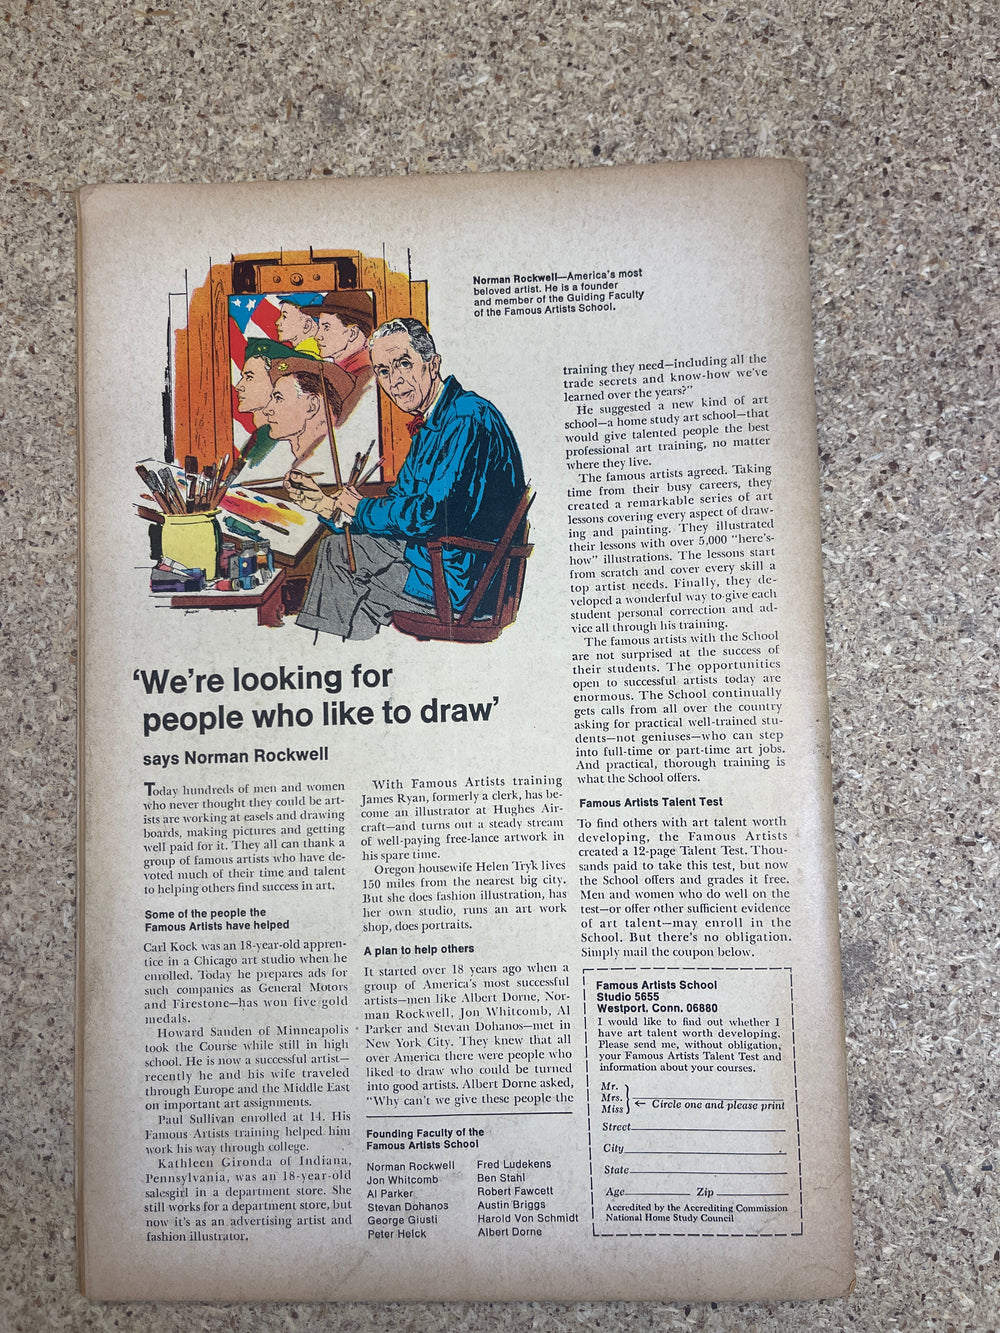 Norman Rockwell—America's most
beloved artist. He is a founder
and member of the Guiding Faculty
of the Famous Artists School.
'We're looking for
people who like to draw'
says Norman Rockwell
Today hundreds of men and women
who never thought they could be art-
ists are working at easels and drawing
boards, making pictures and getting
well paid for it. They all can thank a
group of famous artists who have de-
voted much of their time and talent
to helping others find success in art.
Some of the people the
Famous Artists have helped
Carl Kock was an 18-year-old appren-
tice in a Chicago art studio when he
enrolled. Today he prepares ads for
such companies as General Motors
and Firestone—has won five gold
medals.
Howard Sanden of Minneapolis
took the Course while still in high
school. He is now a successful artist—
recently he and his wife traveled
through Europe and the Middle East
on important art assignments.
Paul Sullivan enrolled at 14. His
Famous Artists training helped him
work his way through college.
Kathleen Gironda of Indiana,
Pennsylvania, was an 18-year-old
salesgirl in a department store. She
still works for a department store, but
now it's as an advertising artist and
fashion illustrator.
With Famous Artists training
James Ryan, formerly a clerk, has be-
come an illustrator at Hughes Air-
craft—and turns out a steady stream
of well-paying free-lance artwork in
his spare time.
Oregon housewife Helen Tryk lives
150 miles from the nearest big city.
But she does fashion illustration, has
her own studio, runs an art work
shop, does portraits.
A plan to help others
It started over 18 years ago when a
group of America's most successful
artists—men like Albert Dorne, Nor-
man Rockwell, Jon Whitcomb, Al
Parker and Stevan Dohanos—met in
New York City. They knew that all
over America there were people who
liked to draw who could be turned
into good artists. Albert Dorne asked,
"Why can't we give these people the
Founding Faculty of the
Famous Artists School
Norman Rockwell
Jon Whitcomb
Al Parker
Stevan Dohanos
George Giusti
Peter Helck
Fred Ludekens
Ben Stahl
Robert Fawcett
Austin Briggs
Harold Von Schmidt
Albert Dorne
training they need—including all the
trade secrets and know-how we've
learned over the years?"
He suggested a new kind of art
school—a home study art school—that
would give talented people the best
professional art training, no matter
where they live.
The famous artists agreed. Taking
time from their busy careers, they
created a remarkable series of art
lessons covering every aspect of draw-
ing and painting. They illustrated
their lessons with over 5,000 "here's-
how" illustrations. The lessons start
from scratch and cover every skill a
top artist needs. Finally, they de-
veloped a wonderful way to give each
student personal correction and ad-
vice all through his training.
The famous artists with the School
are not surprised at the success of
their students. The opportunities
open to successful artists today are
enormous. The School continually
gets calls from all over the country
asking for practical well-trained stu-
dents—not geniuses—who can step
into full-time or part-time art jobs.
And practical, thorough training is
what the School offers.
Famous Artists Talent Test
To find others with art talent worth
developing, the Famous Artists
created a 12-page Talent Test. Thou-
sands paid to take this test, but now
the School offers and grades it free.
Men and women who do well on the
test—or offer other sufficient evidence
of art talent—may enroll in the
School. But there's no obligation.
Simply mail the coupon below.
Famous Artists School
Studio 5655
Westport. Conn. 06880
I would like to find out whether I
have art talent worth developing.
Please send me, without obligation,
your Famous Artists Talent Test and
information about your courses.
Mr.
Mrs.
Miss ← Circle one and please print
Street
City
State
Age Zip
Accredited by the Accrediting Commission
National Home Study Council